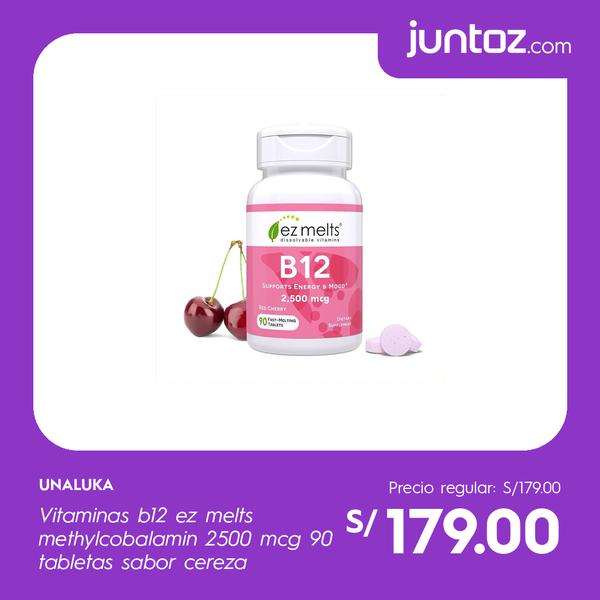 juntoz.com
ez melts®
dissolvable vitamins
B12
SUPPORTS ENERGY & MOOD*
2,500 mcg
RED CHERRY
90 FAST-MELTING
TABLETS
DIETARY
SUPPLEMENT
UNALUKA
Vitaminas b12 ez melts
methylcobalamin 2500 mcg 90
tabletas sabor cereza
Precio regular: S/179.00
S/ 179.00